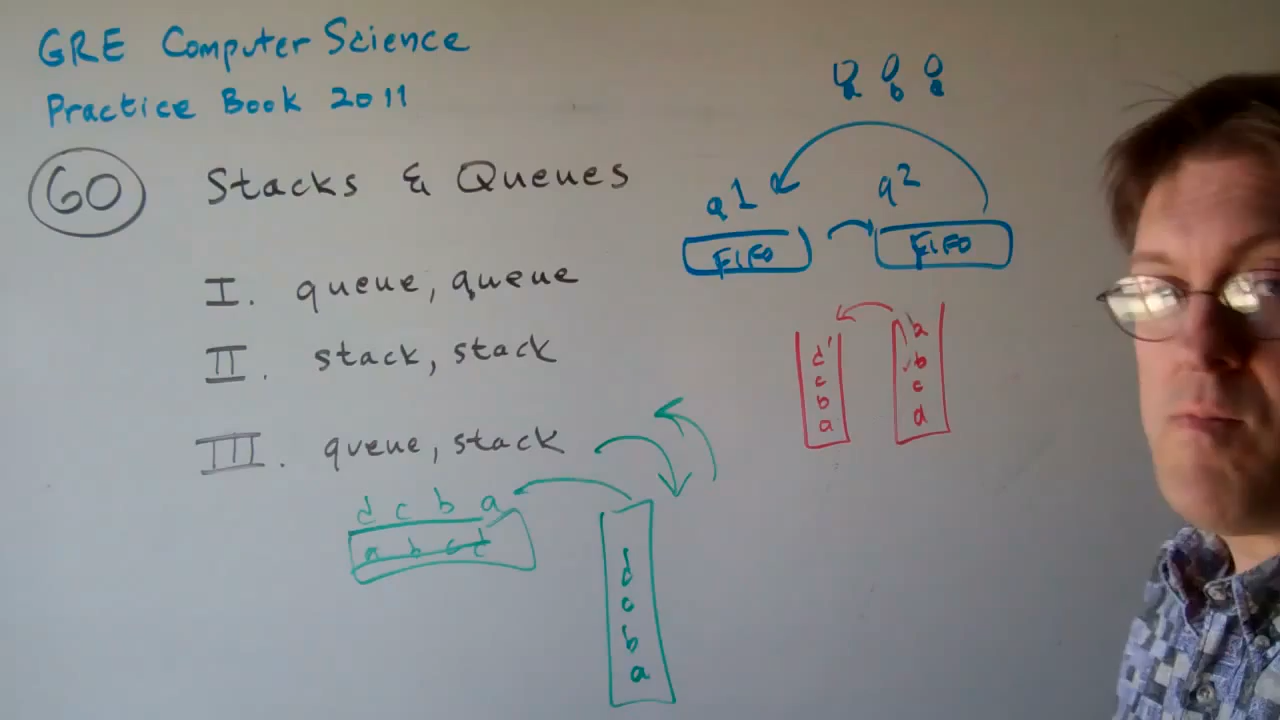 GRE Computer Science
Practice Book 2011
60 Stacks & Queues
I. queue, queue
II. stack, stack
III. queue, stack
d c b a
a b c d
d
c
b
a
b a
q1 q2
FIFO FIFO
d'
c
b
a
a
b
c
d